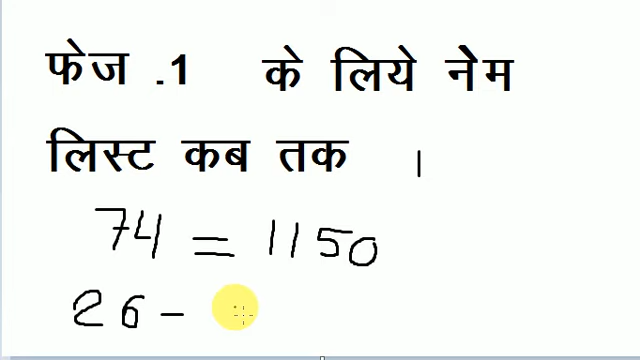 फेज .1 के लिये नेम
लिस्ट कब तक ।
74 = 1150
26 -